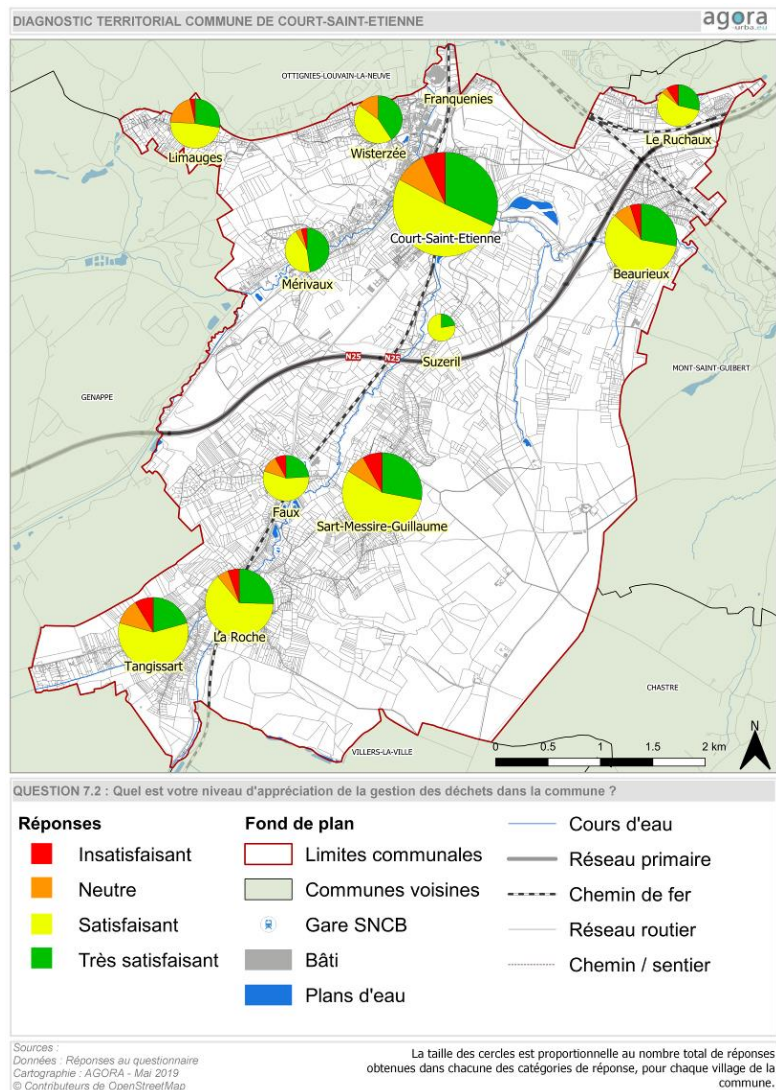 DIAGNOSTIC TERRITORIAL COMMUNE DE COURT-SAINT-ETIENNE
agora
-urba.eu
OTTIGNIES-LOUVAIN-LA-NEUVE
Franquenies
Le Ruchaux
Limauges
Wisterzée
Court-Saint-Etienne
Beaurieux
Mérivaux
Suzeril
N25
N25
MONT-SAINT-GUIBERT
GENAPPE
Faux
Sart-Messire-Guillaume
La Roche
Tangissart
CHASTRE
VILLERS-LA-VILLE
N
0 0.5 1 1.5 2 km
QUESTION 7.2 : Quel est votre niveau d'appréciation de la gestion des déchets dans la commune ?
Réponses
Insatisfaisant
Neutre
Satisfaisant
Très satisfaisant
Fond de plan
Limites communales
Communes voisines
Gare SNCB
Bâti
Plans d'eau
Cours d'eau
Réseau primaire
Chemin de fer
Réseau routier
Chemin / sentier
Sources :
Données : Réponses au questionnaire
Cartographie : AGORA - Mai 2019
© Contributeurs de OpenStreetMap
La taille des cercles est proportionnelle au nombre total de réponses
obtenues dans chacune des catégories de réponse, pour chaque village de la
commune.